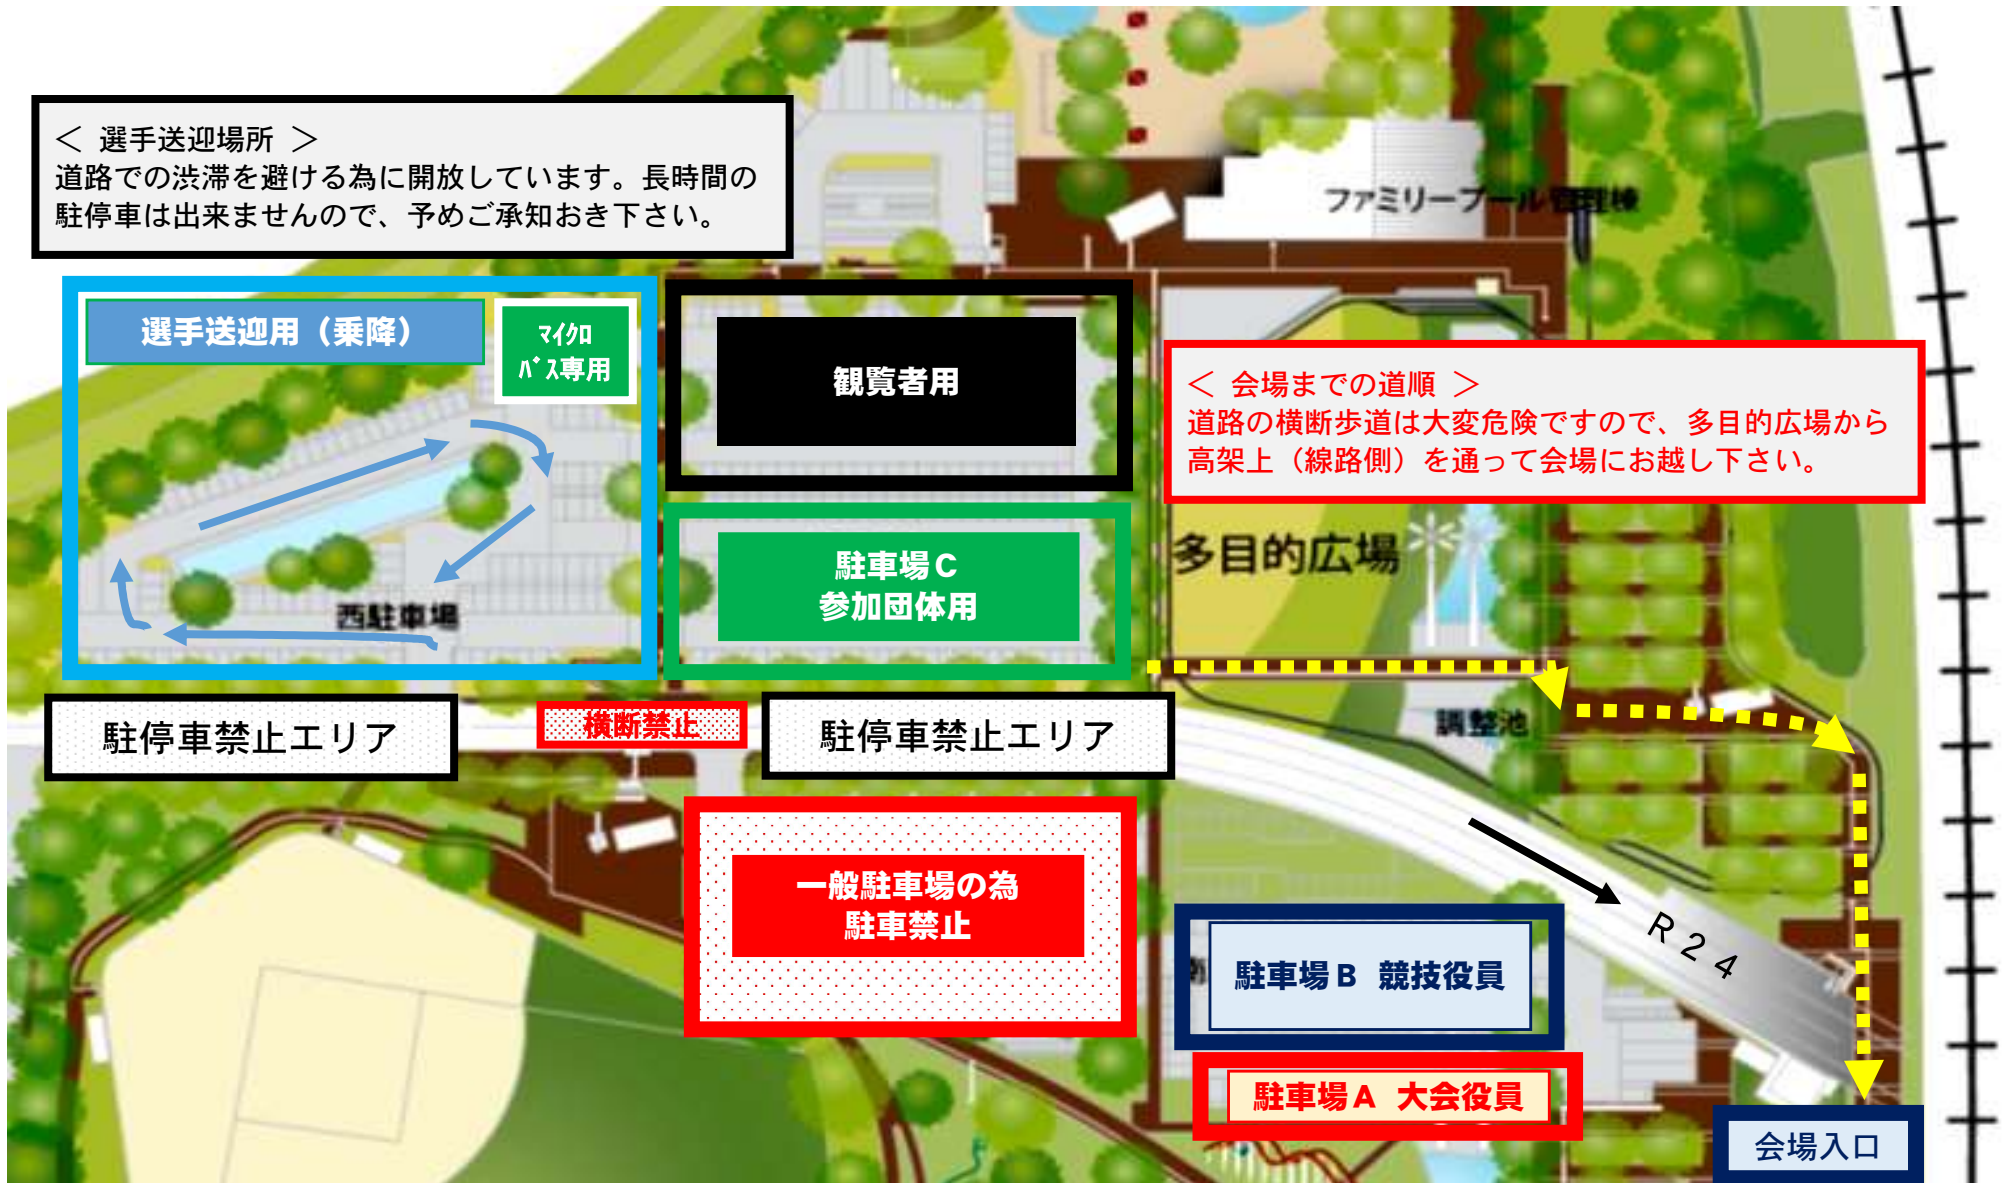 ＜ 選手送迎場所 ＞
道路での渋滞を避ける為に開放しています。長時間の
駐停車は出来ませんので、予めご承知おき下さい。
ファミリープール管理棟
選手送迎用（乗降）
ﾏｲｸﾛ
ﾊﾞｽ専用
観覧者用
＜ 会場までの道順 ＞
道路の横断歩道は大変危険ですので、多目的広場から
高架上（線路側）を通って会場にお越し下さい。
多目的広場
駐車場Ｃ
参加団体用
西駐車場
駐停車禁止エリア
横断禁止
駐停車禁止エリア
調整池
一般駐車場の為
駐車禁止
Ｒ２４
駐車場Ｂ 競技役員
駐車場Ａ 大会役員
会場入口